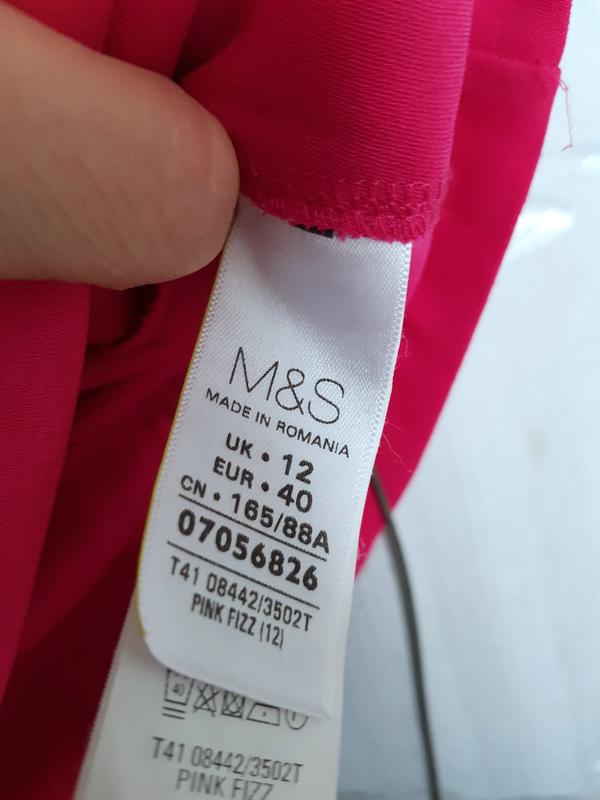 M&S
MADE IN ROMANIA
UK • 12
EUR • 40
CN • 165/88A
07056826
T41 08442/3502T
PINK FIZZ (12)
40
T41 08442/3502T
PINK FIZZ